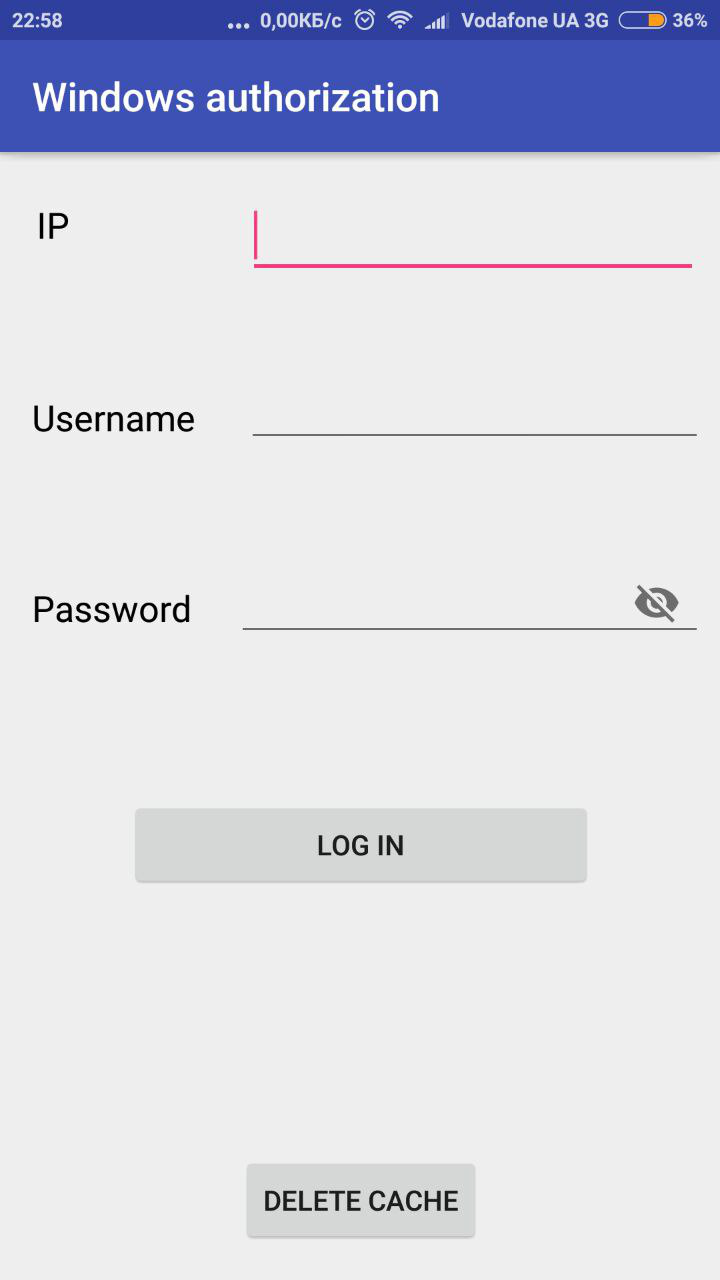 22:58 ... 0,00КБ/с Vodafone UA 3G 36%
Windows authorization
IP
Username
Password
LOG IN
DELETE CACHE